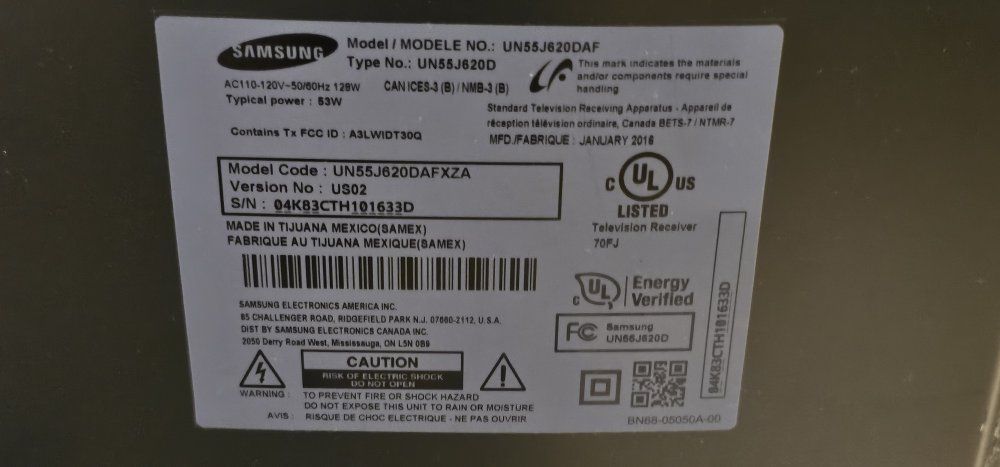 SAMSUNG
Model / MODELE NO.: UN55J620DAF
Type No.: UN55J620D
AC110-120V~50/60Hz 129W
CAN ICES-3 (B) / NMB-3 (B)
Typical power : 53W
This mark indicates the materials
and/or components require special
handling
Standard Television Receiving Apparatus - Appareil de
réception télévision ordinaire, Canada BETS-7 / NTMR-7
Contains Tx FCC ID : A3LWIDT30Q
MFD./FABRIQUE : JANUARY 2016
Model Code : UN55J620DAFXZA
Version No : US02
S/N : 04K83CTH101633D
C UL US
LISTED
Television Receiver
70FJ
MADE IN TIJUANA MEXICO(SAMEX)
FABRIQUE AU TIJUANA MEXIQUE(SAMEX)
C UL Energy
Verified
SAMSUNG ELECTRONICS AMERICA INC.
85 CHALLENGER ROAD, RIDGEFIELD PARK N.J. 07660-2112, U.S.A.
DIST BY SAMSUNG ELECTRONICS CANADA INC.
2050 Derry Road West, Mississauga, ON L5N 0B9
FC Samsung
UN55J620D
04K83CTH101633D
CAUTION
RISK OF ELECTRIC SHOCK
DO NOT OPEN
WARNING : TO PREVENT FIRE OR SHOCK HAZARD
DO NOT EXPOSE THIS UNIT TO RAIN OR MOISTURE
AVIS : RISQUE DE CHOC ELECTRIQUE - NE PAS OUVRIR
BN68-05050A-00